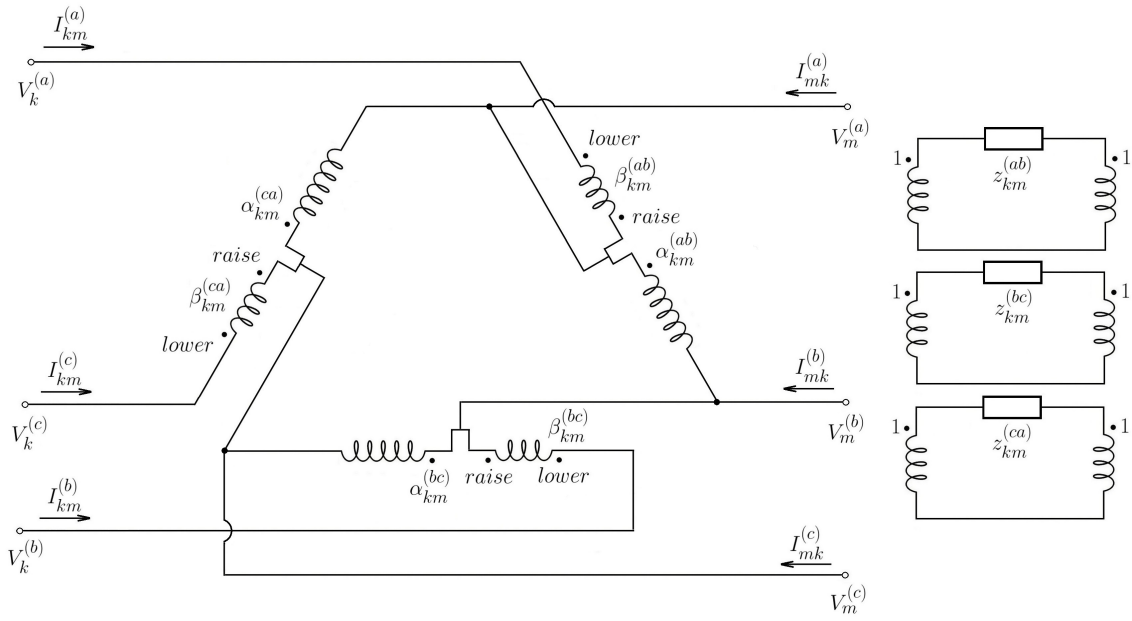 I_{km}^{(a)}
V_k^{(a)}
I_{mk}^{(a)}
V_m^{(a)}
lower
β_{km}^{(ab)}
raise
α_{km}^{(ab)}
α_{km}^{(ca)}
raise
β_{km}^{(ca)}
lower
I_{km}^{(c)}
V_k^{(c)}
I_{mk}^{(b)}
V_m^{(b)}
β_{km}^{(bc)}
α_{km}^{(bc)}
raise
lower
I_{km}^{(b)}
V_k^{(b)}
I_{mk}^{(c)}
V_m^{(c)}
1
z_{km}^{(ab)}
1
1
z_{km}^{(bc)}
1
1
z_{km}^{(ca)}
1